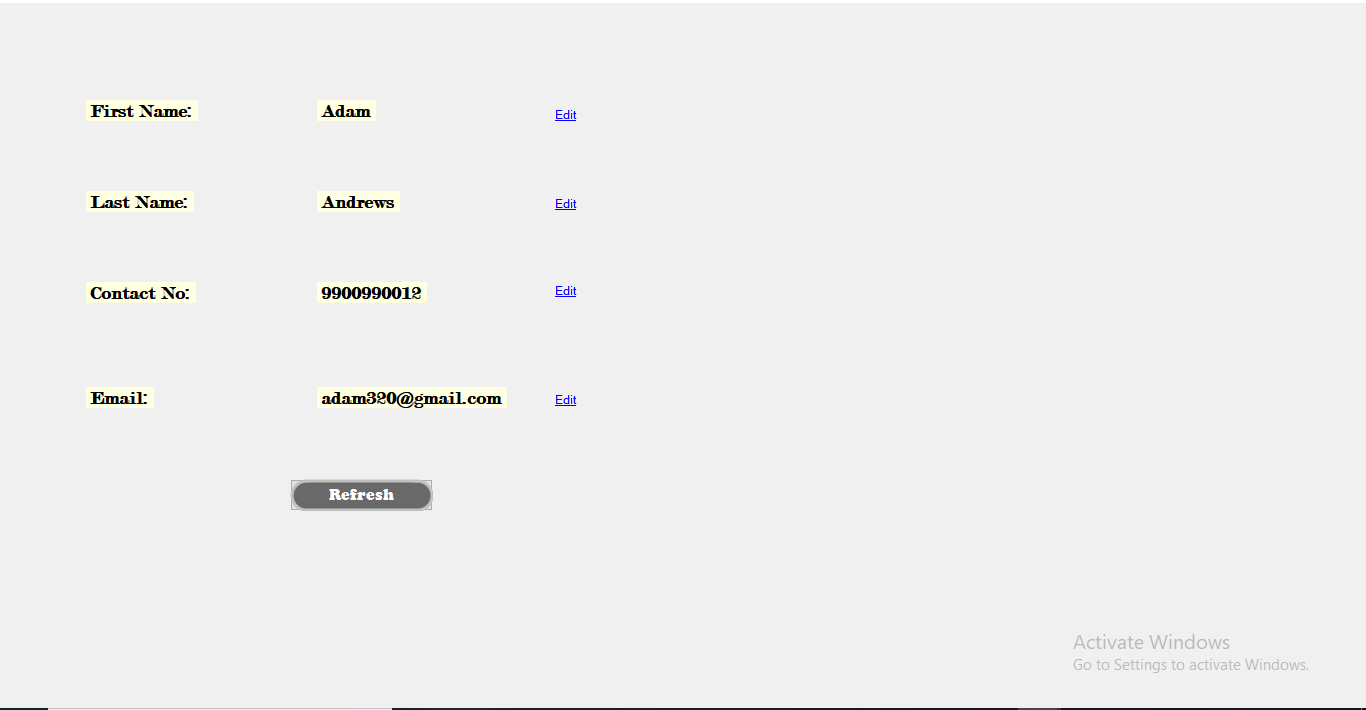 First Name: Adam Edit
Last Name: Andrews Edit
Contact No: 9900990012 Edit
Email: adam320@gmail.com Edit
Refresh
Activate Windows
Go to Settings to activate Windows.